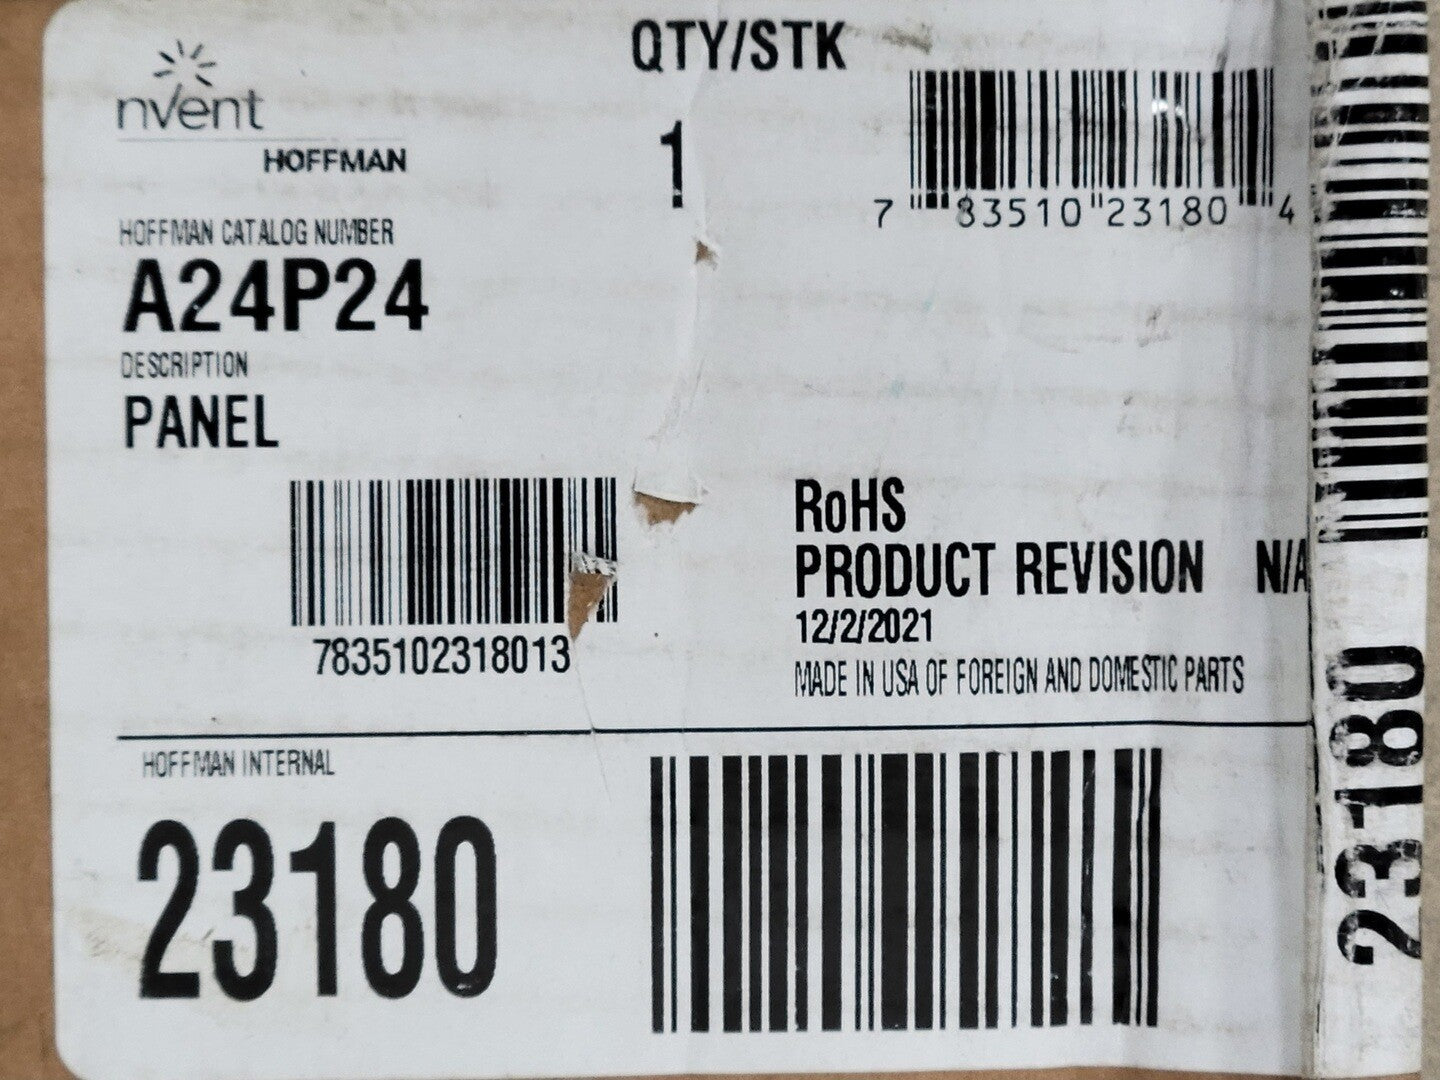 nvent
HOFFMAN
QTY/STK
1
7 83510 23180 4
HOFFMAN CATALOG NUMBER
A24P24
DESCRIPTION
PANEL
7835102318013
RoHS
PRODUCT REVISION N/A
12/2/2021
MADE IN USA OF FOREIGN AND DOMESTIC PARTS
HOFFMAN INTERNAL
23180
23180